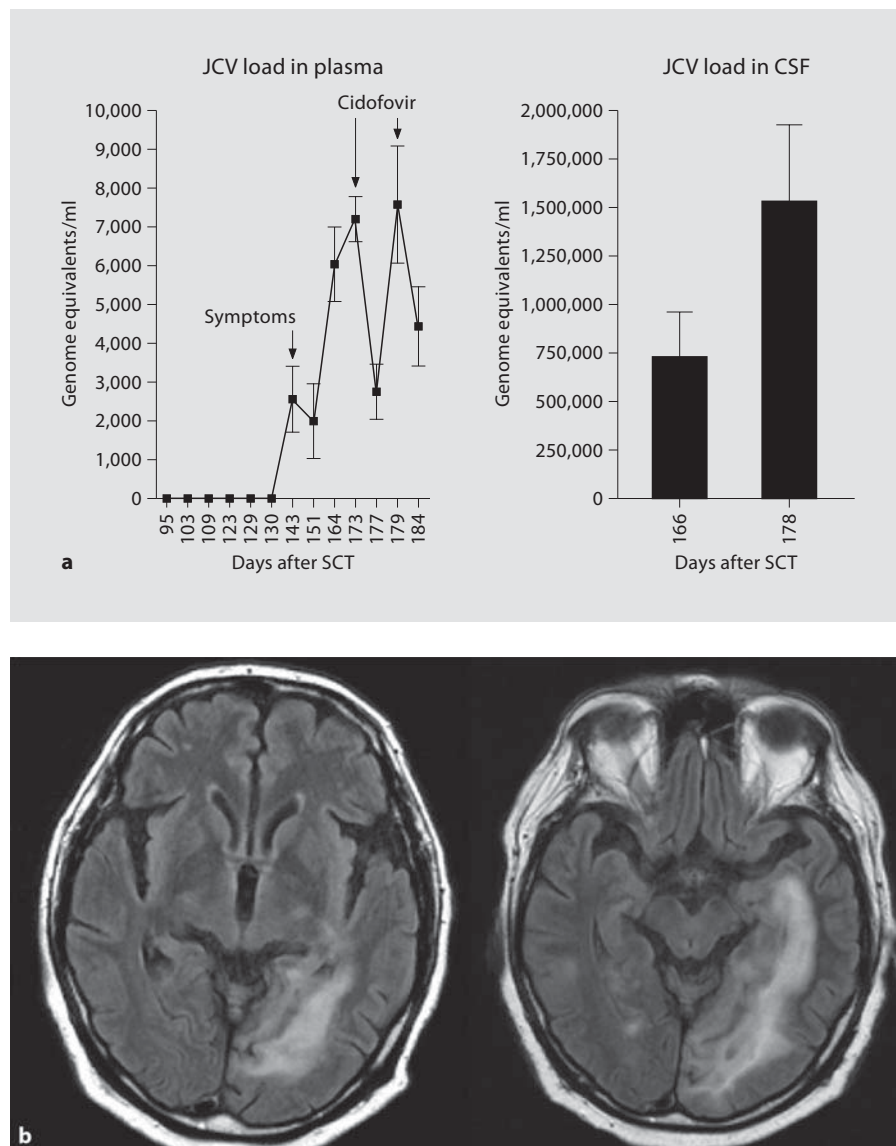 JCV load in plasma
Genome equivalents/ml
10,000
9,000
8,000
7,000
6,000
5,000
4,000
3,000
2,000
1,000
0
Cidofovir
Symptoms
95 103 109 123 129 130 143 151 164 173 177 179 184
Days after SCT
a
JCV load in CSF
Genome equivalents/ml
2,000,000
1,750,000
1,500,000
1,250,000
1,000,000
750,000
500,000
250,000
0
166 178
Days after SCT
b